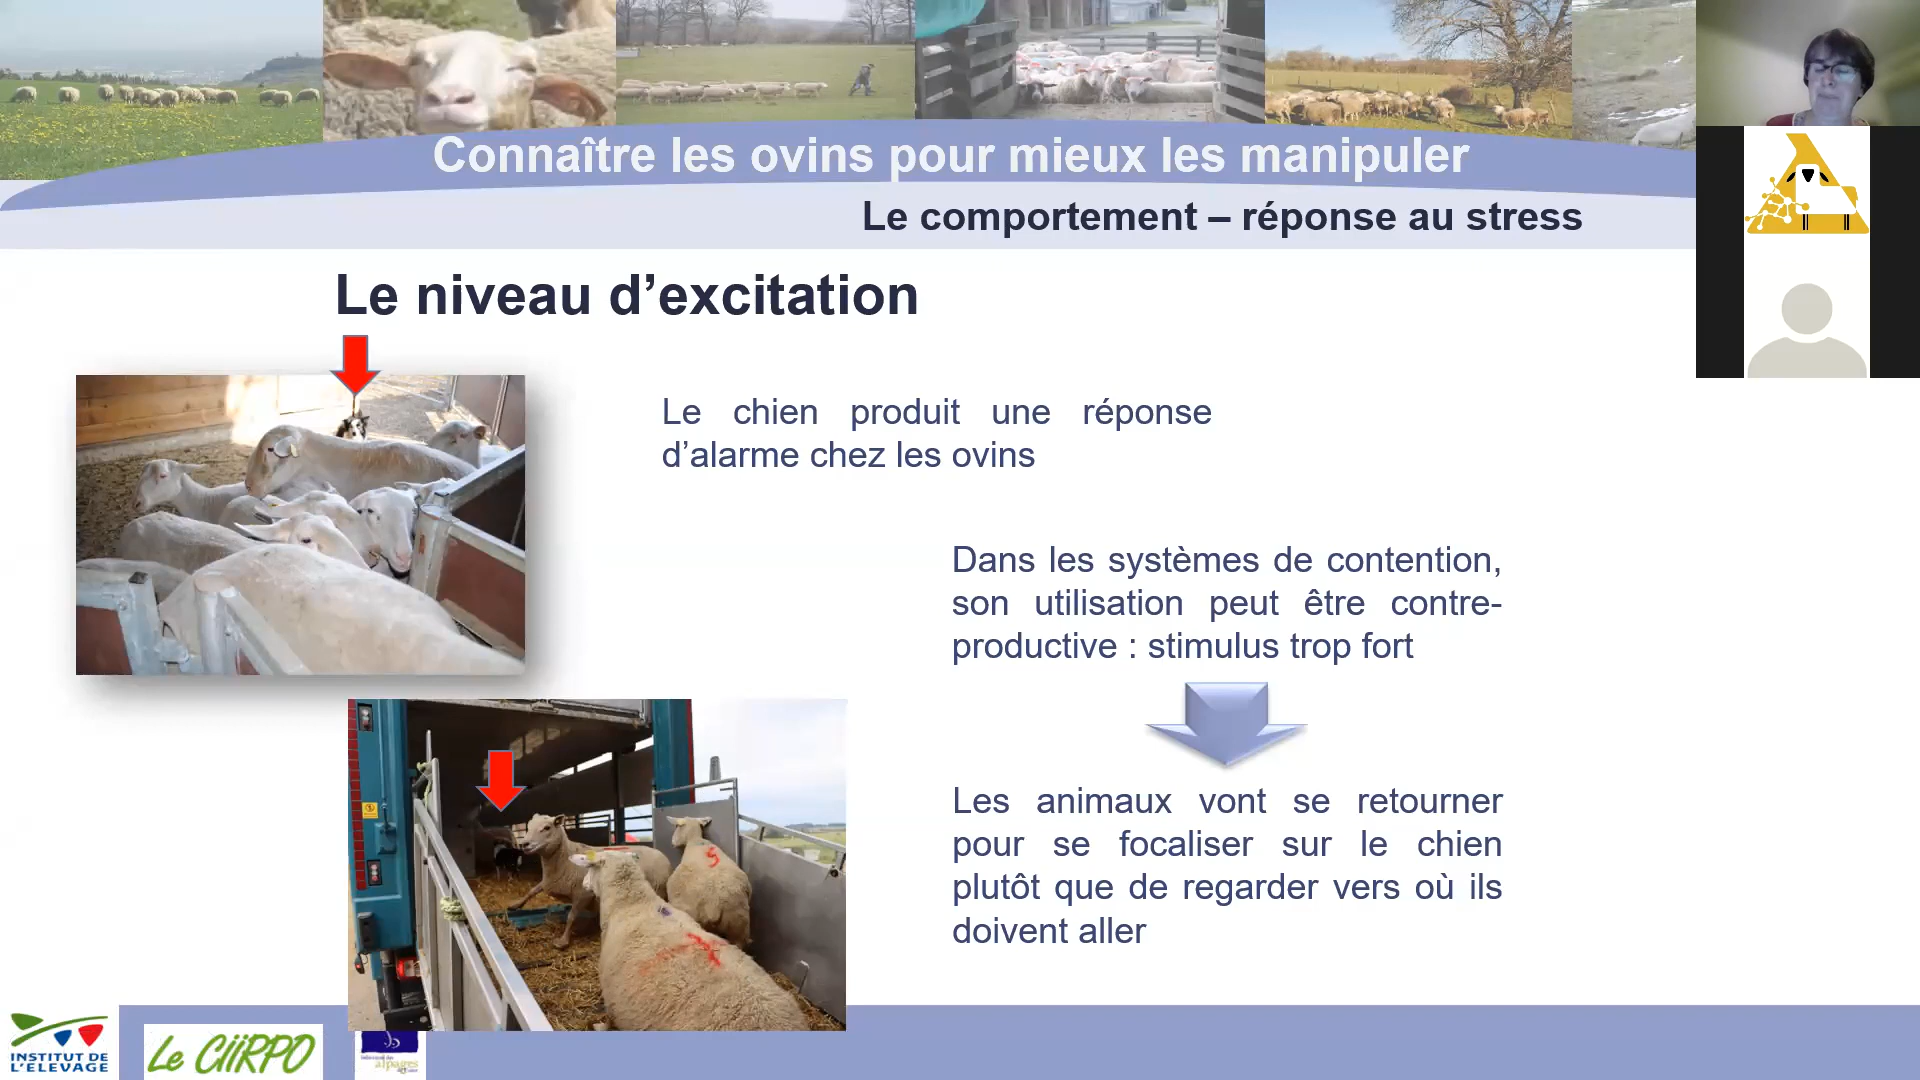 Connaître les ovins pour mieux les manipuler
Le comportement – réponse au stress
Le niveau d’excitation
Le chien produit une réponse
d’alarme chez les ovins
Dans les systèmes de contention,
son utilisation peut être contre-
productive : stimulus trop fort
Les animaux vont se retourner
pour se focaliser sur le chien
plutôt que de regarder vers où ils
doivent aller
INSTITUT DE
L'ELEVAGE
Le CIIRPO
alpages